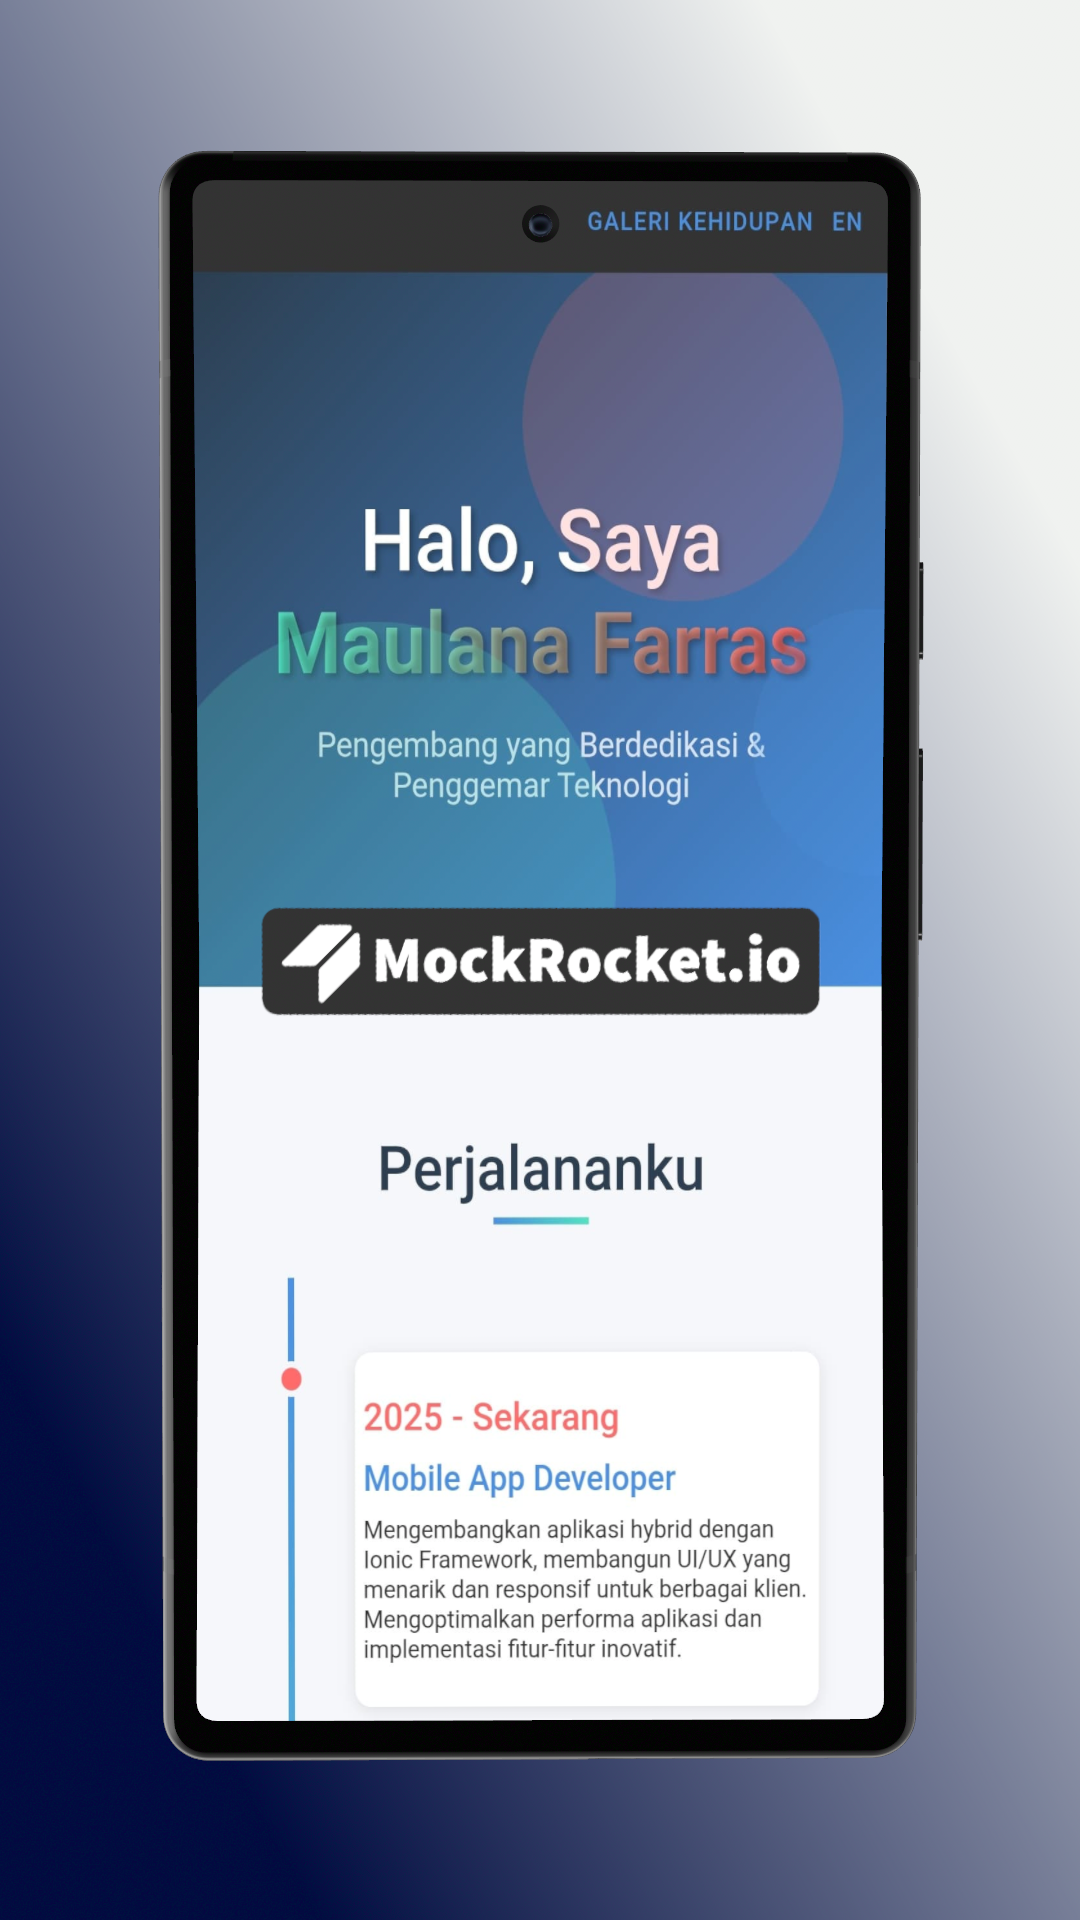 GALERI KEHIDUPAN EN
Halo, Saya
Maulana Farras
Pengembang yang Berdedikasi &
Penggemar Teknologi
MockRocket.io
Perjalananku
2025 - Sekarang
Mobile App Developer
Mengembangkan aplikasi hybrid dengan
Ionic Framework, membangun UI/UX yang
menarik dan responsif untuk berbagai klien.
Mengoptimalkan performa aplikasi dan
implementasi fitur-fitur inovatif.